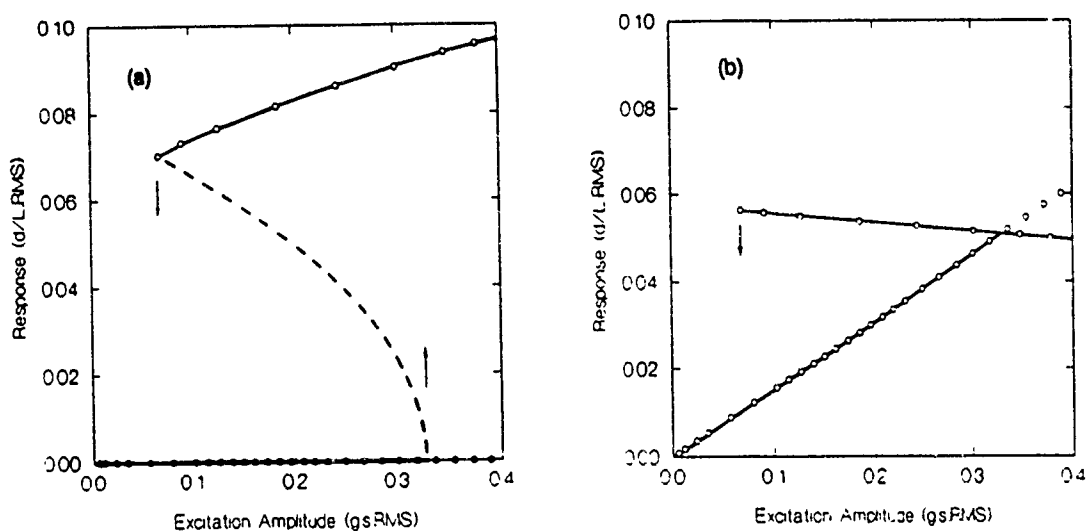 010
(a)
008
006
004
002
000
Response (d/L.RMS)
00 01 02 03 04
Excitation Amplitude (gs.RMS)
010
(b)
008
006
004
002
000
Response (d/L.RMS)
00 01 02 03 04
Excitation Amplitude (gs.RMS)